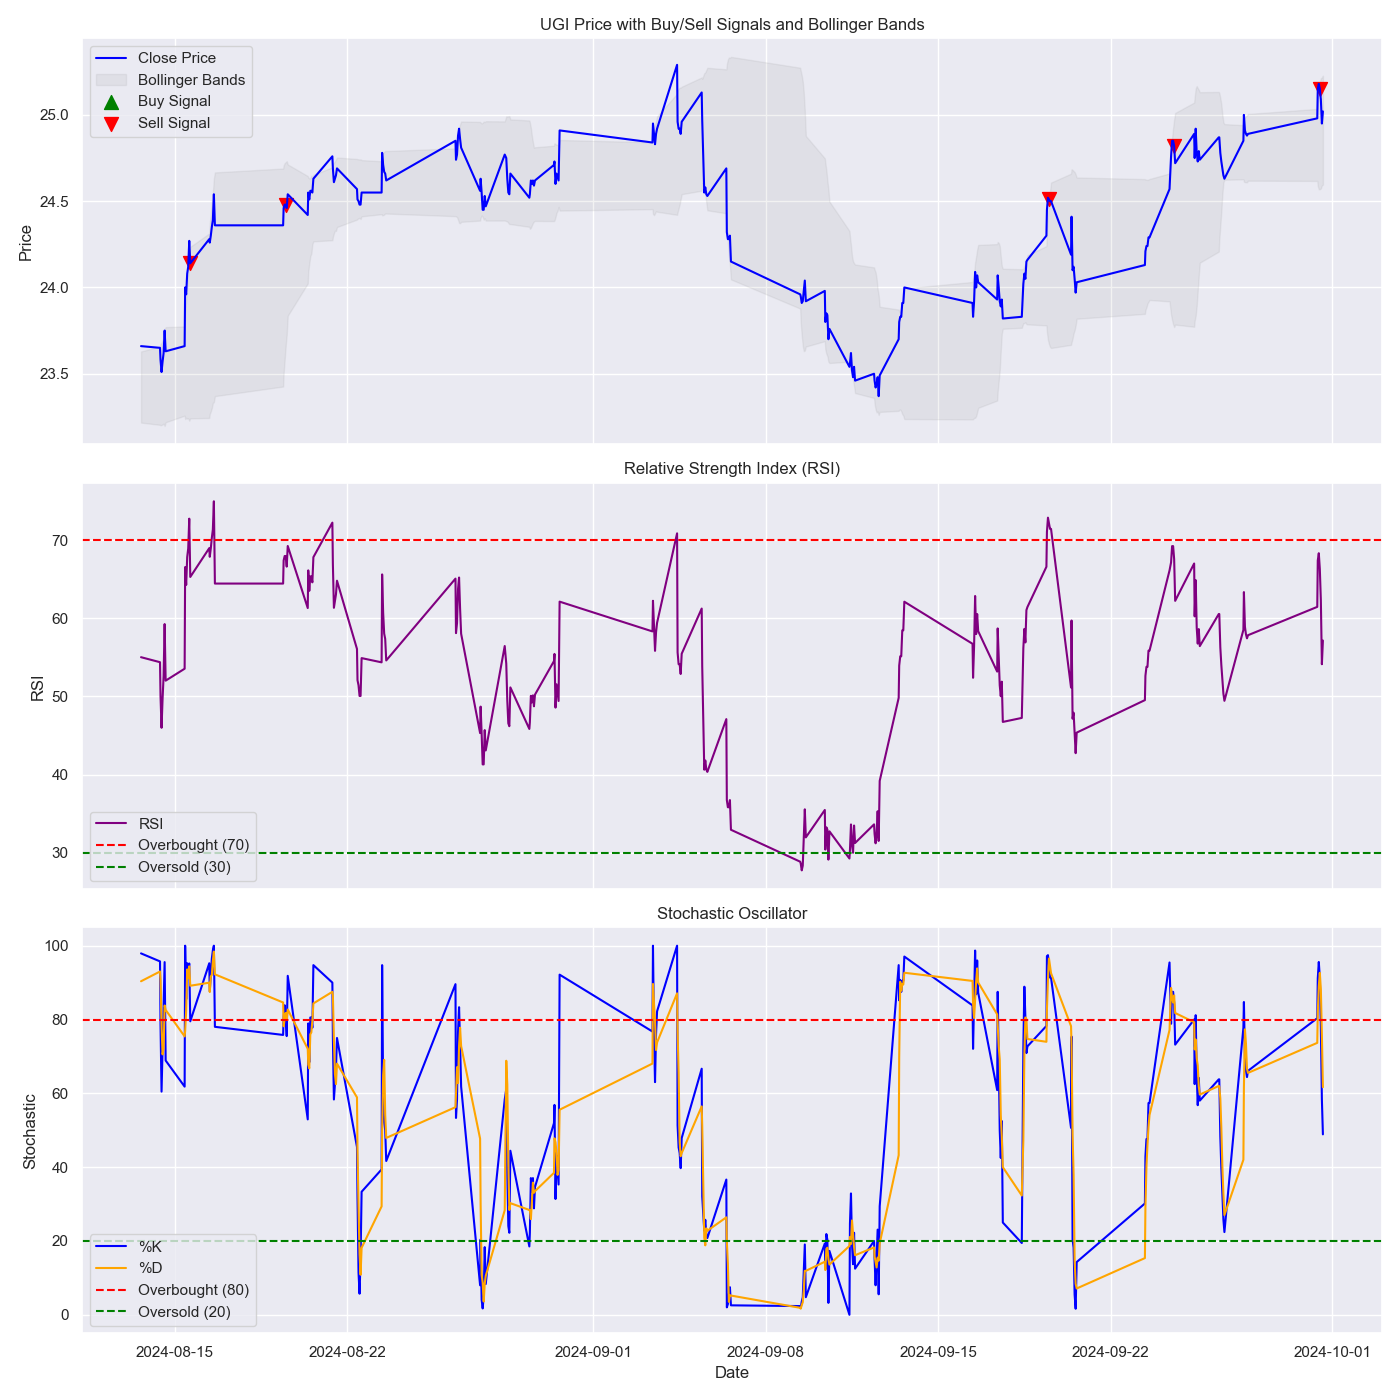 UGI Price with Buy/Sell Signals and Bollinger Bands
Close Price
Bollinger Bands
Buy Signal
Sell Signal
Price
25.0
24.5
24.0
23.5
Relative Strength Index (RSI)
RSI
70
60
50
40
30
RSI
Overbought (70)
Oversold (30)
Stochastic Oscillator
Stochastic
100
80
60
40
20
0
%K
%D
Overbought (80)
Oversold (20)
2024-08-15
2024-08-22
2024-09-01
2024-09-08
2024-09-15
2024-09-22
2024-10-01
Date